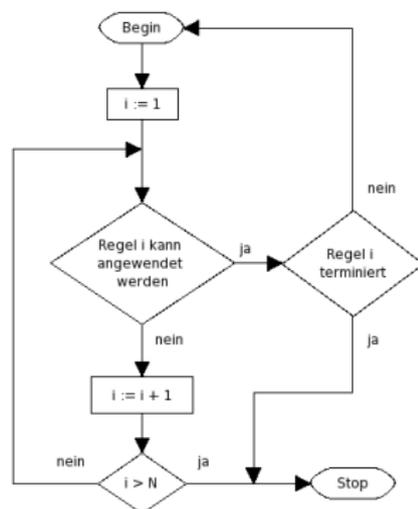 Begin
i := 1
nein
Regel i kann
angewendet
werden
ja
Regel i
terminiert
nein
ja
i := i + 1
nein
i > N
ja
Stop